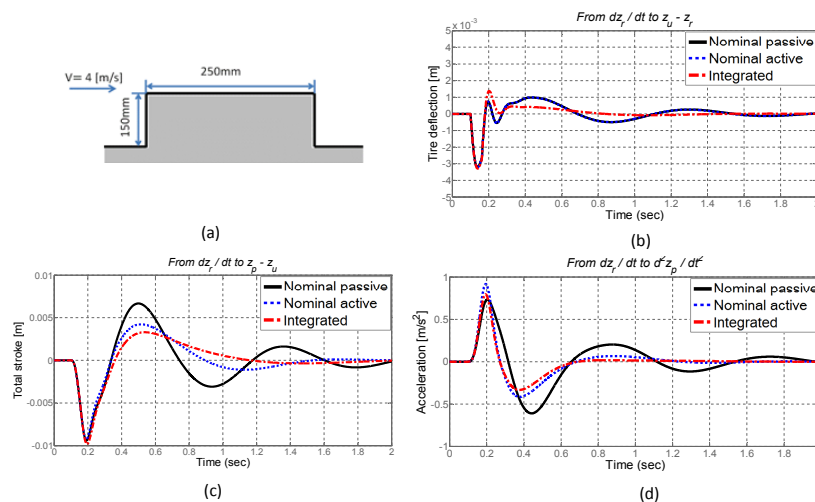 V= 4 [m/s]
250mm
150mm
(a)
From dz_r / dt to z_u - z_r
x 10^-3
Tire deflection [m]
5
4
3
2
1
0
-1
-2
-3
-4
-5
0 0.2 0.4 0.6 0.8 1 1.2 1.4 1.6 1.8 2
Time (sec)
Nominal passive
Nominal active
Integrated
(b)
From dz_r / dt to z_p - z_u
Total stroke [m]
0.01
0.005
0
-0.005
-0.01
0 0.2 0.4 0.6 0.8 1 1.2 1.4 1.6 1.8 2
Time (sec)
Nominal passive
Nominal active
Integrated
(c)
From dz_r / dt to d^2z_p / dt^2
Acceleration [m/s^2]
1
0.5
0
-0.5
-1
0 0.2 0.4 0.6 0.8 1 1.2 1.4 1.6 1.8 2
Time (sec)
Nominal passive
Nominal active
Integrated
(d)